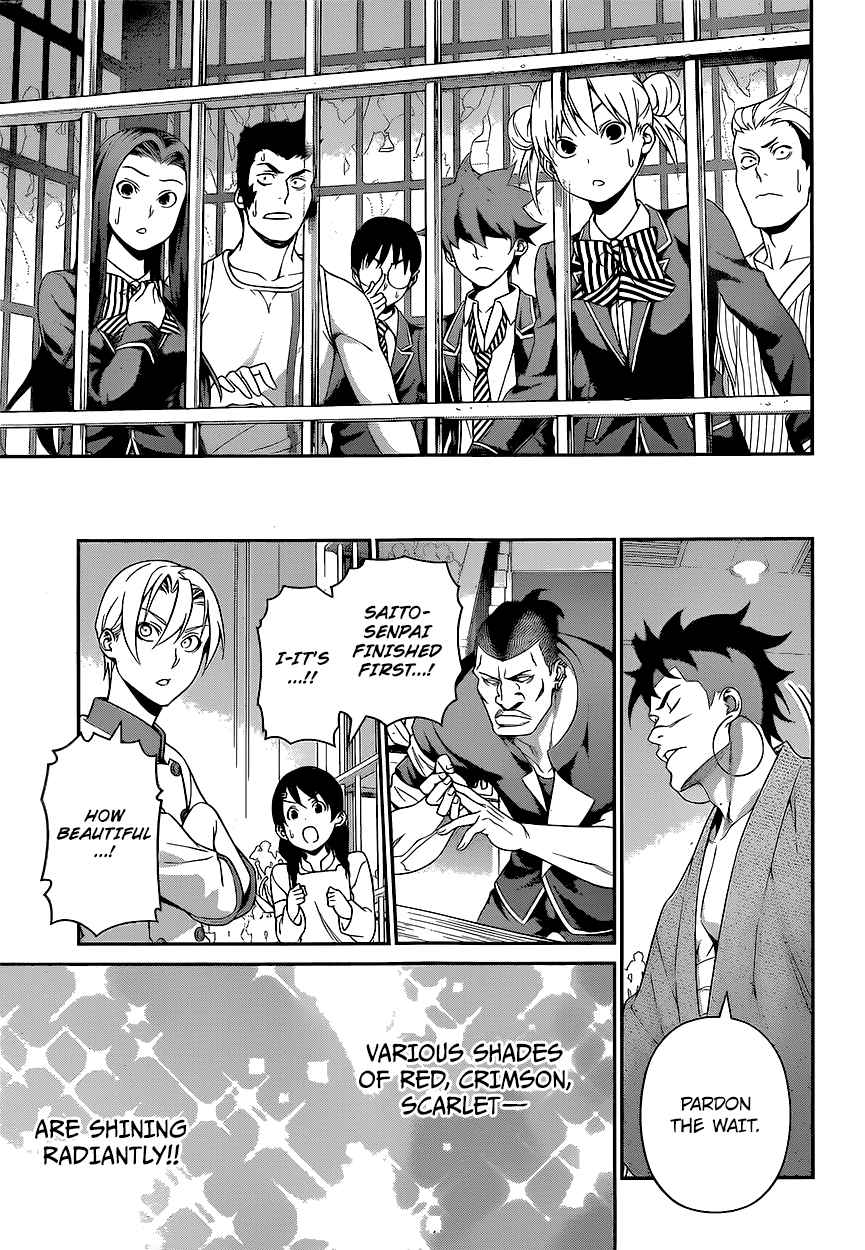 PARDON
THE WAIT.
SAITO-
SENPAI
FINISHED
FIRST...!
I-IT'S
...!!
HOW
BEAUTIFUL
...!
VARIOUS SHADES
OF RED, CRIMSON,
SCARLET—
ARE SHINING
RADIANTLY!!